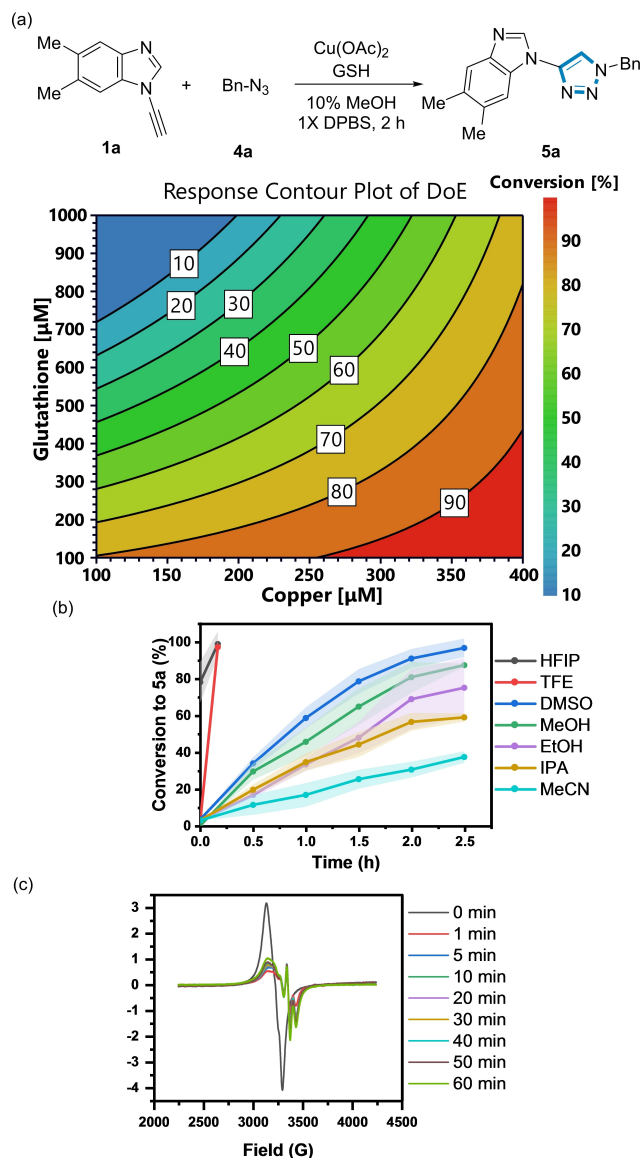 (a)
Me
Me
N
N
1a
+
Bn-N3
4a
Cu(OAc)2
GSH
10% MeOH
1X DPBS, 2 h
N
N
Me
Me
N
N
N
Bn
5a
Response Contour Plot of DoE
Conversion [%]
Glutathione [µM]
1000
900
800
700
600
500
400
300
200
100
10
20
30
40
50
60
70
80
90
100
200
300
400
Copper [µM]
90
80
70
60
50
40
30
20
10
(b)
Conversion to 5a (%)
100
80
60
40
20
0
0.0
0.5
1.0
1.5
2.0
2.5
Time (h)
HFIP
TFE
DMSO
MeOH
EtOH
IPA
MeCN
(c)
3
2
1
0
-1
-2
-3
-4
2000
2500
3000
3500
4000
4500
Field (G)
0 min
1 min
5 min
10 min
20 min
30 min
40 min
50 min
60 min